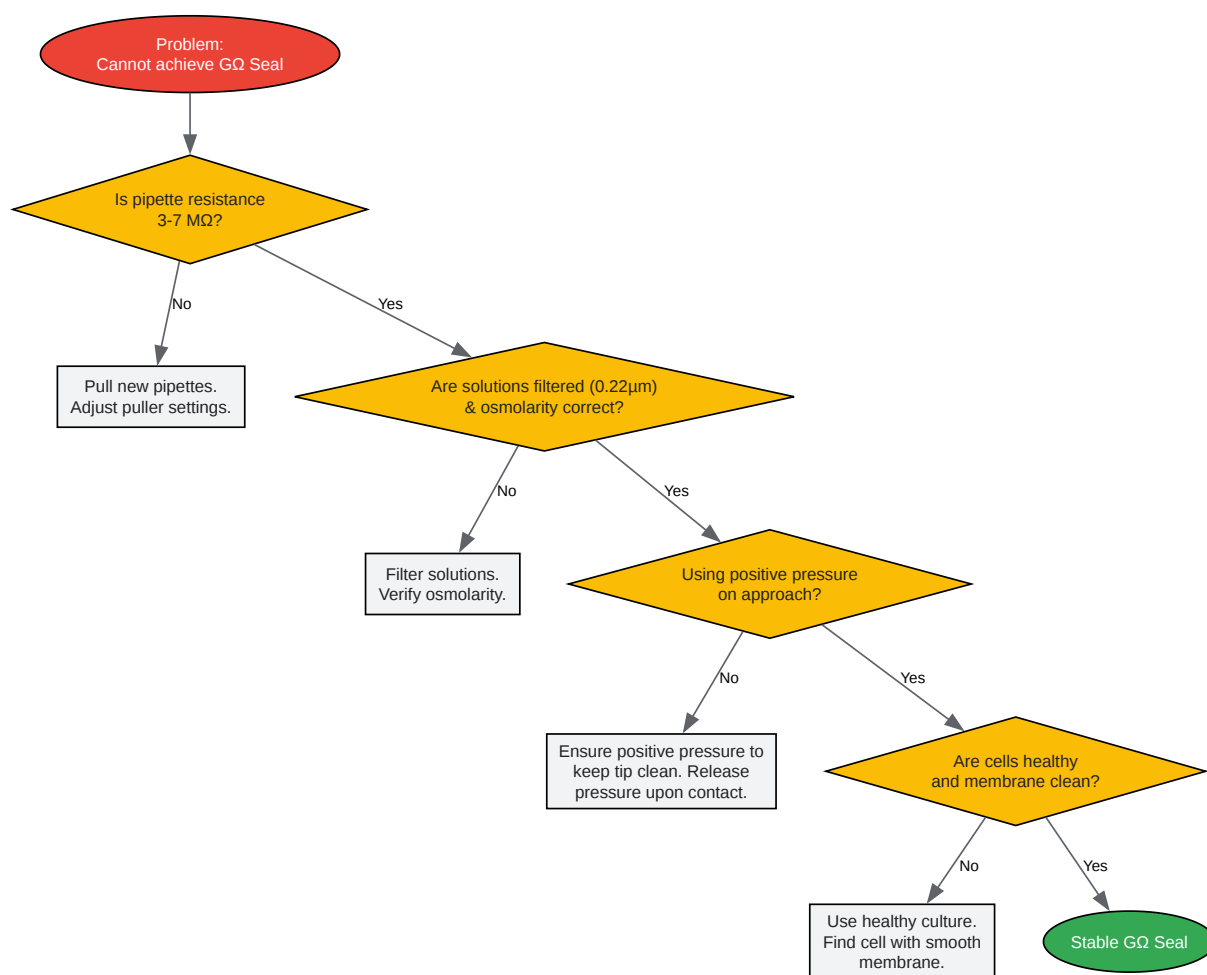 Problem:
Cannot achieve GΩ Seal
Is pipette resistance
3-7 MΩ?
No
Yes
Pull new pipettes.
Adjust puller settings.
Are solutions filtered (0.22µm)
& osmolarity correct?
No
Yes
Filter solutions.
Verify osmolarity.
Using positive pressure
on approach?
No
Yes
Ensure positive pressure to
keep tip clean. Release
pressure upon contact.
Are cells healthy
and membrane clean?
No
Yes
Use healthy culture.
Find cell with smooth
membrane.
Stable GΩ Seal